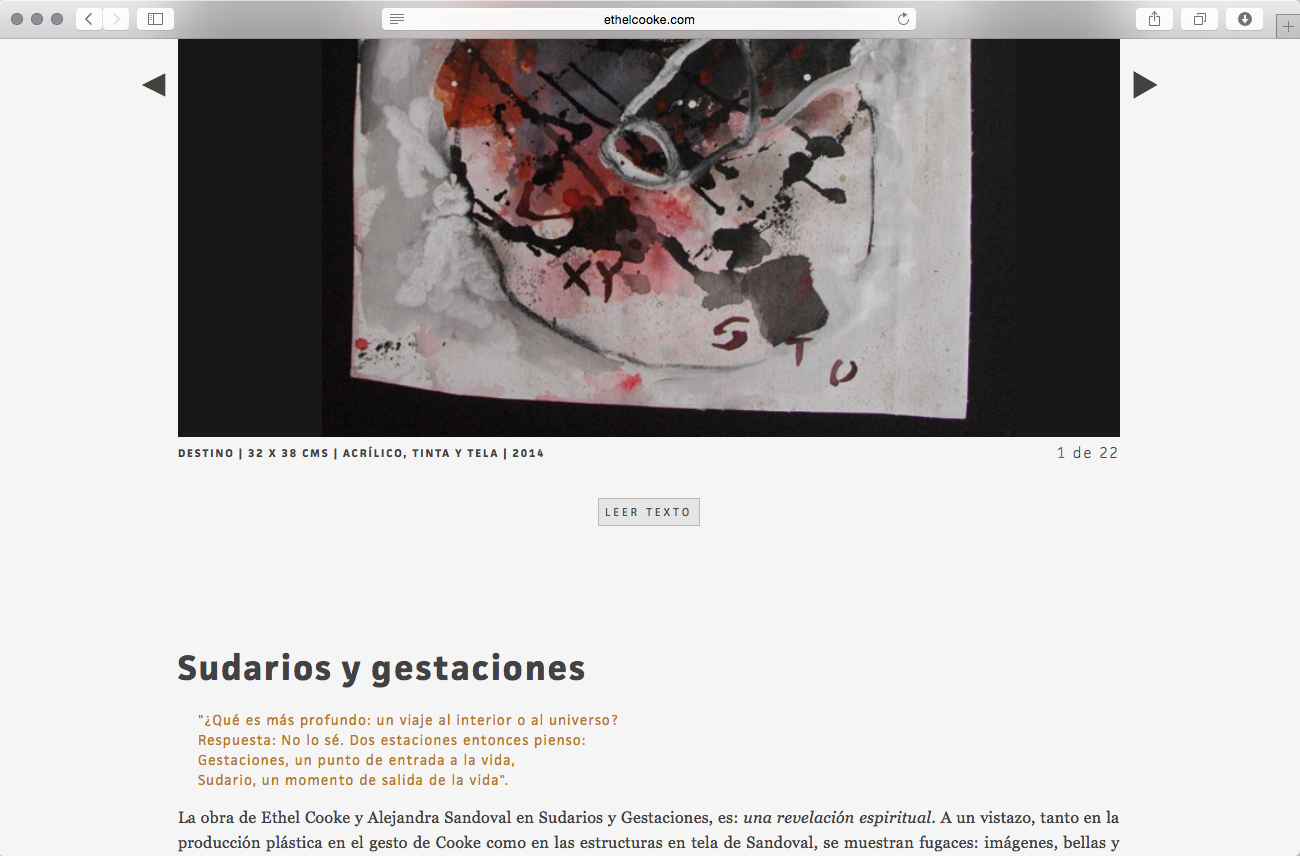 ethelcooke.com
XY
S T U
DESTINO | 32 X 38 CMS | ACRÍLICO, TINTA Y TELA | 2014
1 de 22
LEER TEXTO
Sudarios y gestaciones
"¿Qué es más profundo: un viaje al interior o al universo?
Respuesta: No lo sé. Dos estaciones entonces pienso:
Gestaciones, un punto de entrada a la vida,
Sudario, un momento de salida de la vida".
La obra de Ethel Cooke y Alejandra Sandoval en Sudarios y Gestaciones, es: una revelación espiritual. A un vistazo, tanto en la
producción plástica en el gesto de Cooke como en las estructuras en tela de Sandoval, se muestran fugaces: imágenes, bellas y